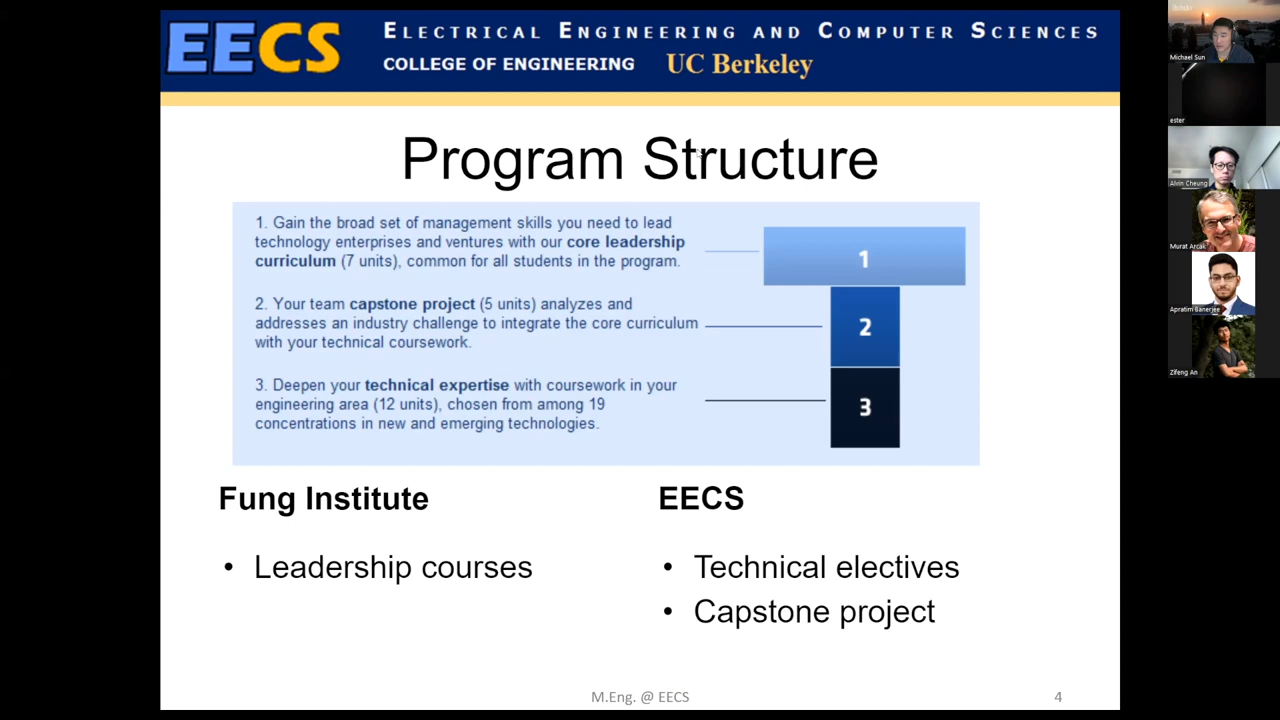 EECS
ELECTRICAL ENGINEERING AND COMPUTER SCIENCES
COLLEGE OF ENGINEERING UC Berkeley
Program Structure
1. Gain the broad set of management skills you need to lead
technology enterprises and ventures with our core leadership
curriculum (7 units), common for all students in the program.
2. Your team capstone project (5 units) analyzes and
addresses an industry challenge to integrate the core curriculum
with your technical coursework.
3. Deepen your technical expertise with coursework in your
engineering area (12 units), chosen from among 19
concentrations in new and emerging technologies.
1
2
3
Fung Institute
• Leadership courses
EECS
• Technical electives
• Capstone project
M.Eng. @ EECS
4
Michael Sun
ester
Alvin Cheung
Murat Arcak
Apratim Banerjee
Zifeng An